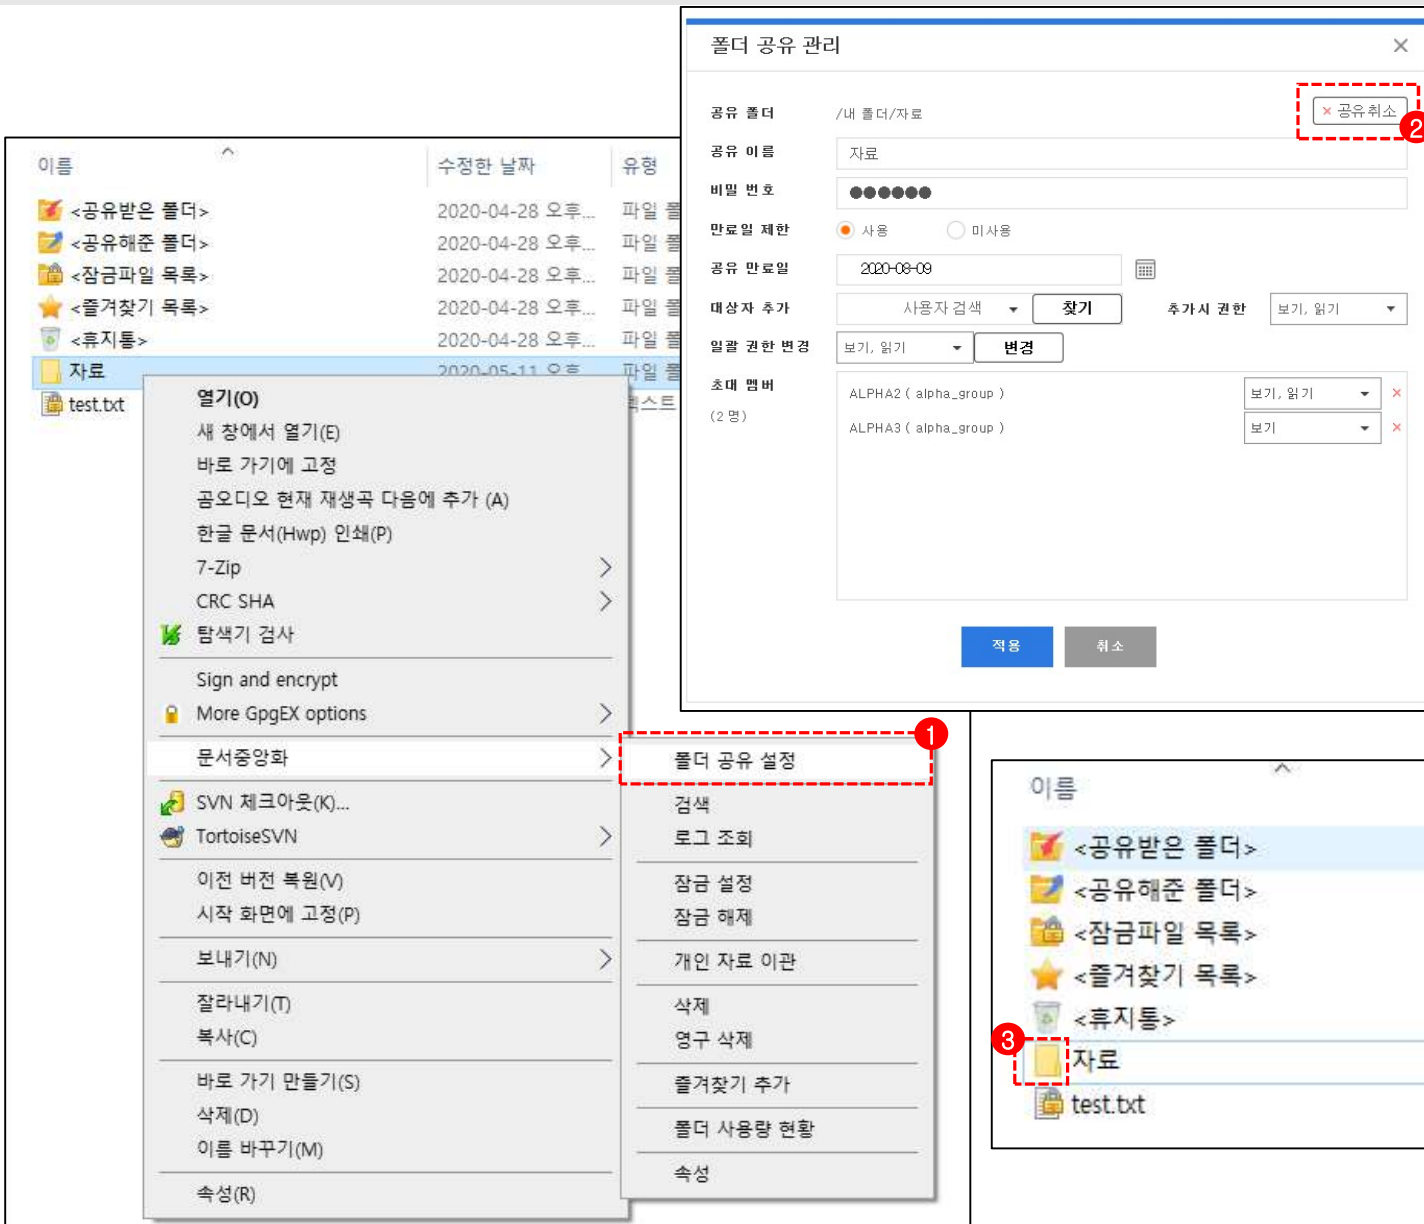 폴더 공유 관리
공유 폴더 /내 폴더/자료 × 공유취소
2
공유 이름 자료
비밀 번호 ●●●●●●
만료일 제한 사용 미사용
공유 만료일 2020-08-09
대상자 추가 사용자 검색 찾기 추가시 권한 보기, 읽기
일괄 권한 변경 보기, 읽기 변경
초대 멤버 ALPHA2 ( alpha_group ) 보기, 읽기 ×
(2 명) ALPHA3 ( alpha_group ) 보기 ×
적용 취소
이름 수정한 날짜 유형
<공유받은 폴더> 2020-04-28 오후... 파일
<공유해준 폴더> 2020-04-28 오후... 파일
<잠금파일 목록> 2020-04-28 오후... 파일
<즐겨찾기 목록> 2020-04-28 오후... 파일
<휴지통> 2020-04-28 오후... 파일
자료 2020-05-11 오후 파일
test.txt
열기(O)
새 창에서 열기(E)
바로 가기에 고정
곰오디오 현재 재생곡 다음에 추가 (A)
한글 문서(Hwp) 인쇄(P)
7-Zip
CRC SHA
탐색기 검사
Sign and encrypt
More GpgEX options
문서중앙화
SVN 체크아웃(K)...
TortoiseSVN
이전 버전 복원(V)
시작 화면에 고정(P)
보내기(N)
잘라내기(T)
복사(C)
바로 가기 만들기(S)
삭제(D)
이름 바꾸기(M)
속성(R)
1
폴더 공유 설정
검색
로그 조회
잠금 설정
잠금 해제
개인 자료 이관
삭제
영구 삭제
즐겨찾기 추가
폴더 사용량 현황
속성
이름
<공유받은 폴더>
<공유해준 폴더>
<잠금파일 목록>
<즐겨찾기 목록>
<휴지통>
3
자료
test.txt